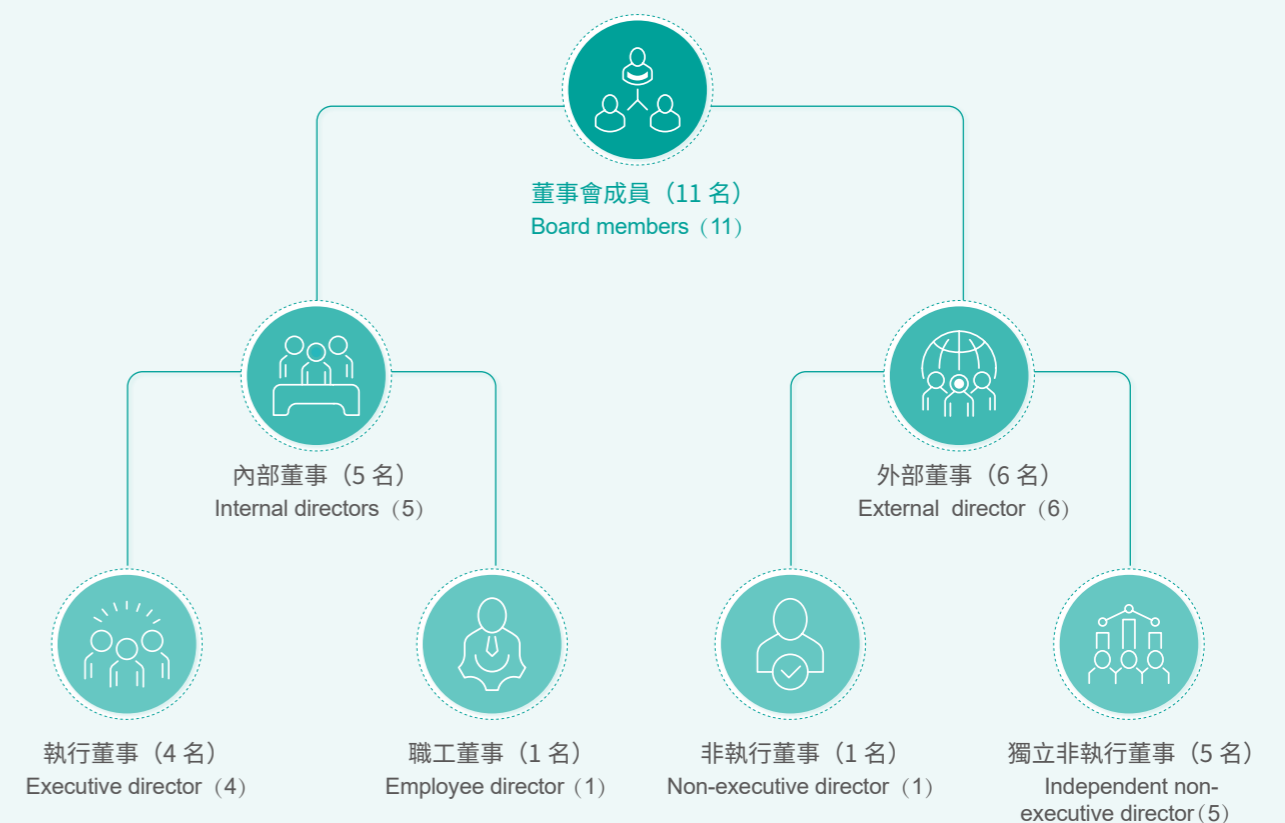 董事會成員（11 名）
Board members（11）
內部董事（5 名）
Internal directors（5）
外部董事（6 名）
External director（6）
執行董事（4 名）
Executive director（4）
職工董事（1 名）
Employee director（1）
非執行董事（1 名）
Non-executive director（1）
獨立非執行董事（5 名）
Independent non-
executive director（5）